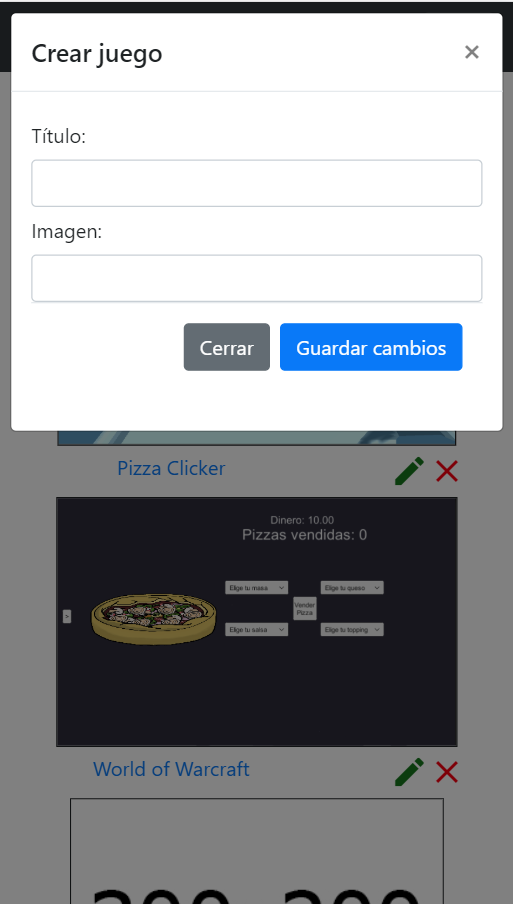 Crear juego ×
Título:
Imagen:
Cerrar Guardar cambios
Pizza Clicker
Dinero: 10.00
Pizzas vendidas: 0
Elige tu masa Elige tu queso
Vender
Pizza
>
Elige tu salsa Elige tu topping
World of Warcraft
300 300